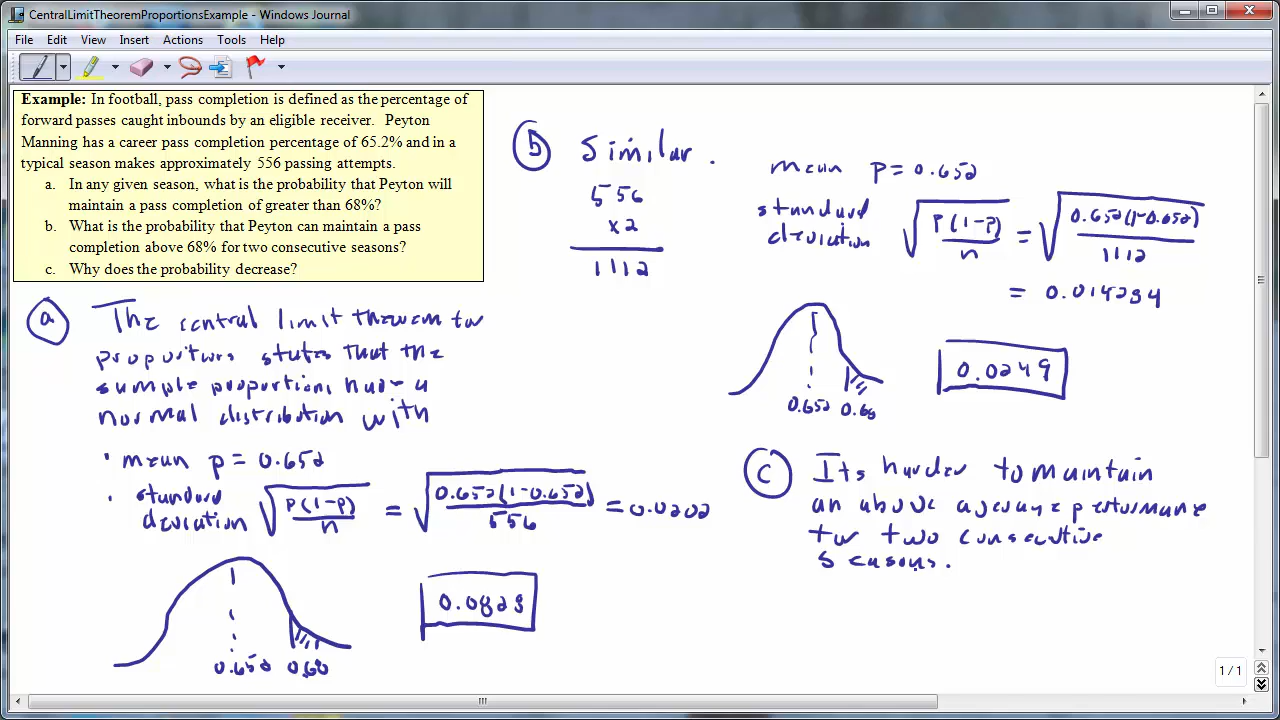 CentralLimitTheoremProportionsExample - Windows Journal
File Edit View Insert Actions Tools Help
Example: In football, pass completion is defined as the percentage of
forward passes caught inbounds by an eligible receiver. Peyton
Manning has a career pass completion percentage of 65.2% and in a
typical season makes approximately 556 passing attempts.
a. In any given season, what is the probability that Peyton will
maintain a pass completion of greater than 68%?
b. What is the probability that Peyton can maintain a pass
completion above 68% for two consecutive seasons?
c. Why does the probability decrease?
a The central limit theorem for
proportions states that the
sample proportions have a
normal distribution with
• mean p = 0.652
• standard
deviation √(p(1-p)/n) = √(0.652(1-0.652)/556) = 0.0202
0.652 0.68
0.0828
b Similar.
556
x2
1112
mean p = 0.652
standard
deviation √(p(1-p)/n) = √(0.652(1-0.652)/1112)
= 0.014284
0.652 0.68
0.0249
c Its harder to maintain
an above average performance
for two consecutive
seasons.
1 / 1